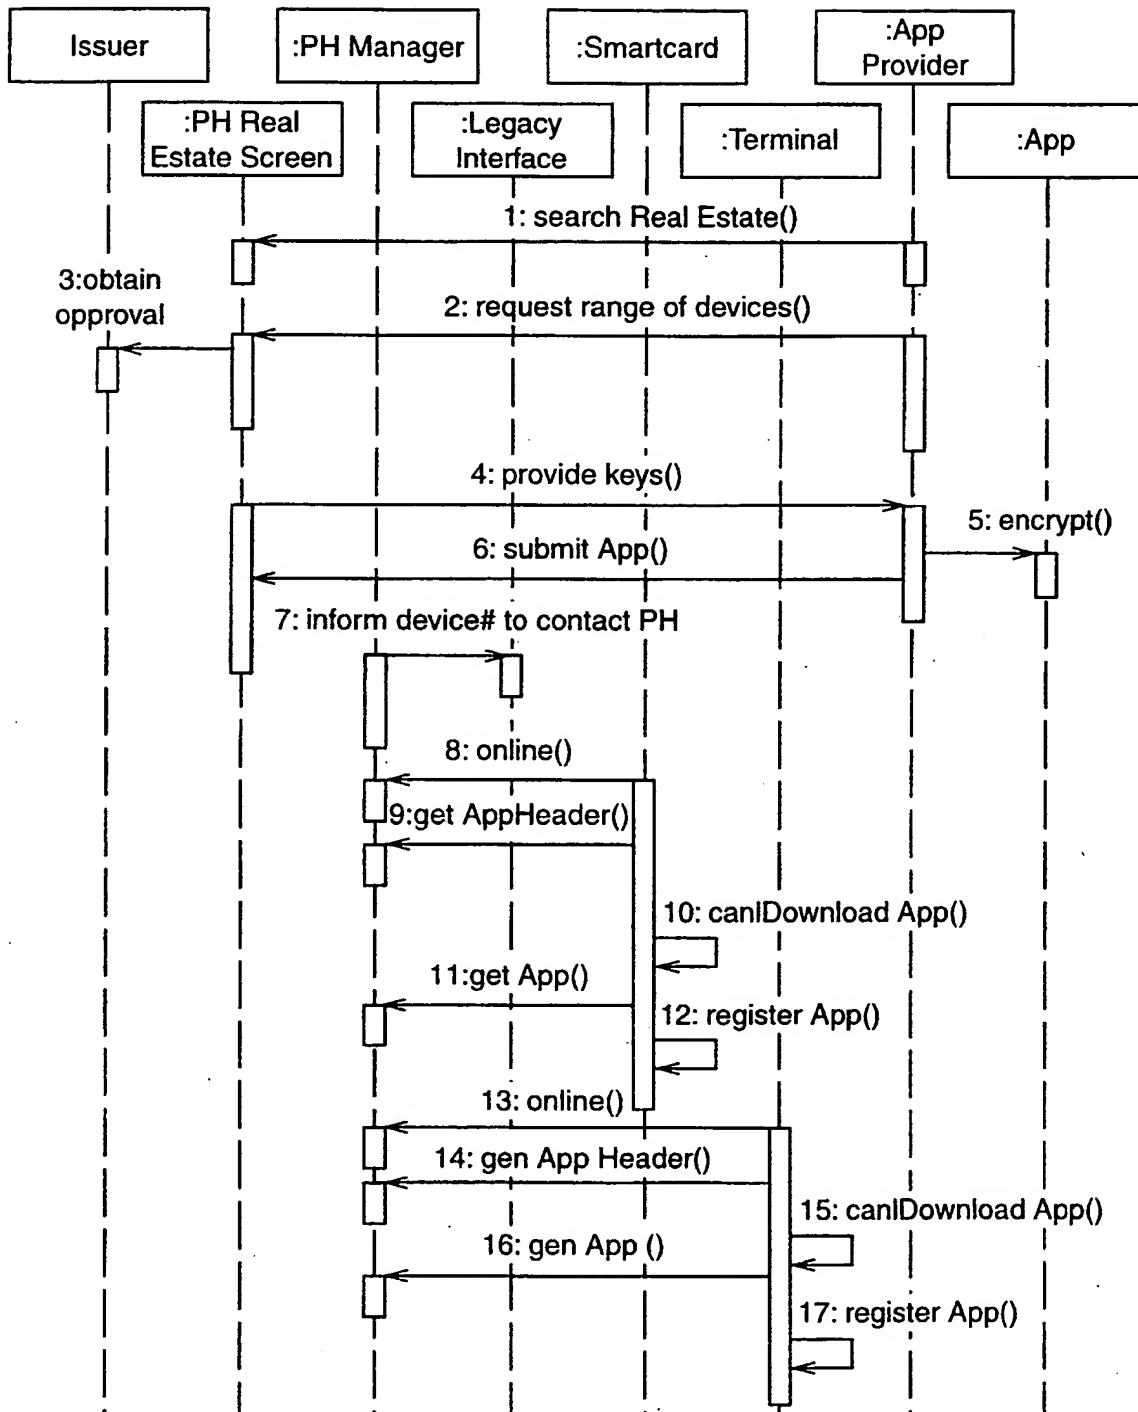 Issuer
:PH Manager
:Smartcard
:App
Provider
:PH Real
Estate Screen
:Legacy
Interface
:Terminal
:App
1: search Real Estate()
3:obtain
opproval
2: request range of devices()
4: provide keys()
5: encrypt()
6: submit App()
7: inform device# to contact PH
8: online()
9:get AppHeader()
10: canIDownload App()
11:get App()
12: register App()
13: online()
14: gen App Header()
15: canIDownload App()
16: gen App ()
17: register App()